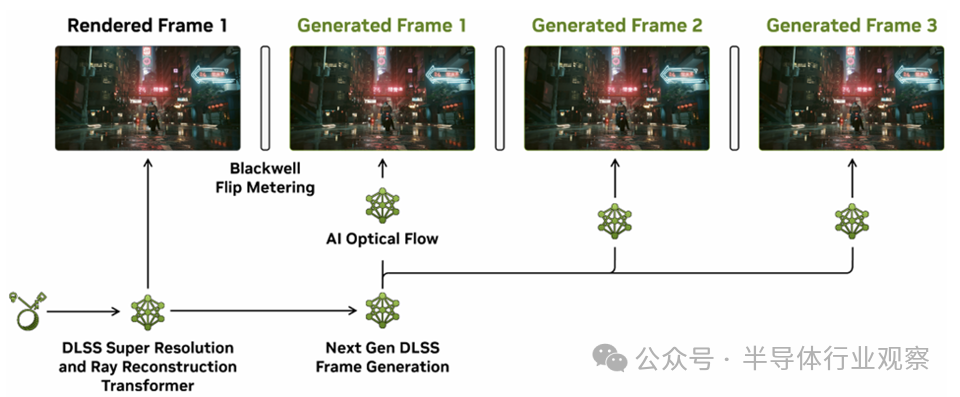 Rendered Frame 1
Generated Frame 1
Generated Frame 2
Generated Frame 3
Blackwell
Flip Metering
AI Optical Flow
DLSS Super Resolution
and Ray Reconstruction
Transformer
Next Gen DLSS
Frame Generation
公众号 · 半导体行业观察